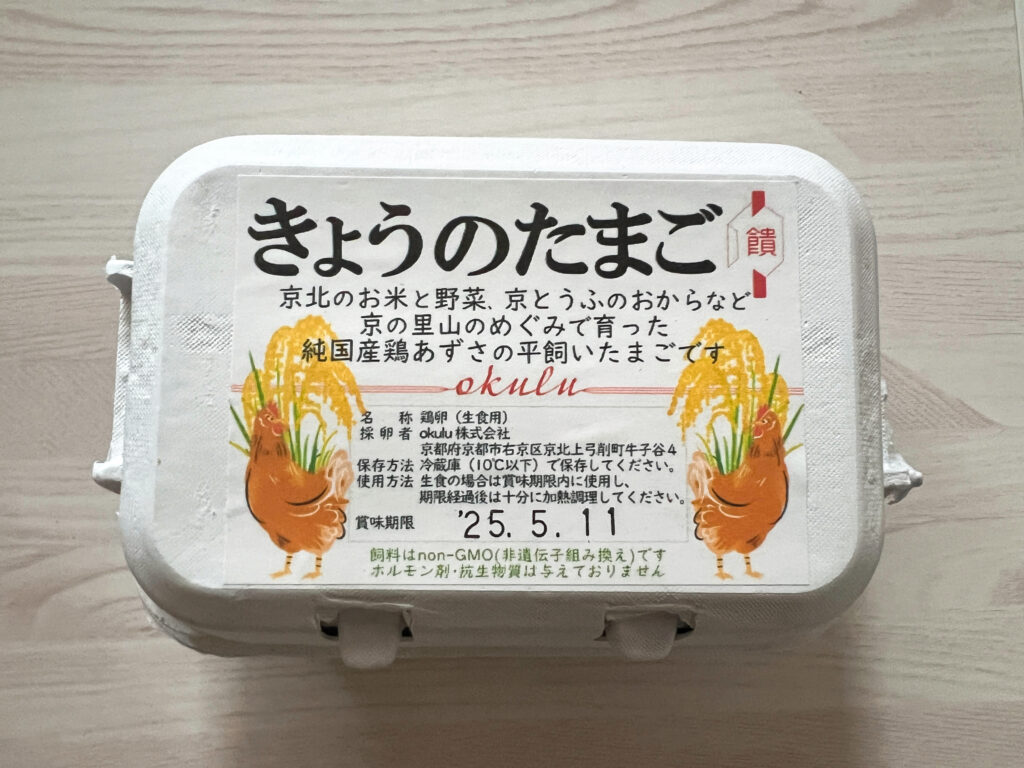 きょうのたまご
饋
京北のお米と野菜、京とうふのおからなど
京の里山のめぐみで育った
純国産鶏あずさの平飼いたまごです
okulu
名　称 鶏卵（生食用）
採卵者 okulu株式会社
京都府京都市右京区京北上弓削町牛子谷4
保存方法 冷蔵庫（10℃以下）で保存してください。
使用方法 生食の場合は賞味期限内に使用し、
期限経過後は十分に加熱調理してください。
賞味期限 '25.5.11
飼料はnon-GMO(非遺伝子組み換え)です
ホルモン剤・抗生物質は与えておりません